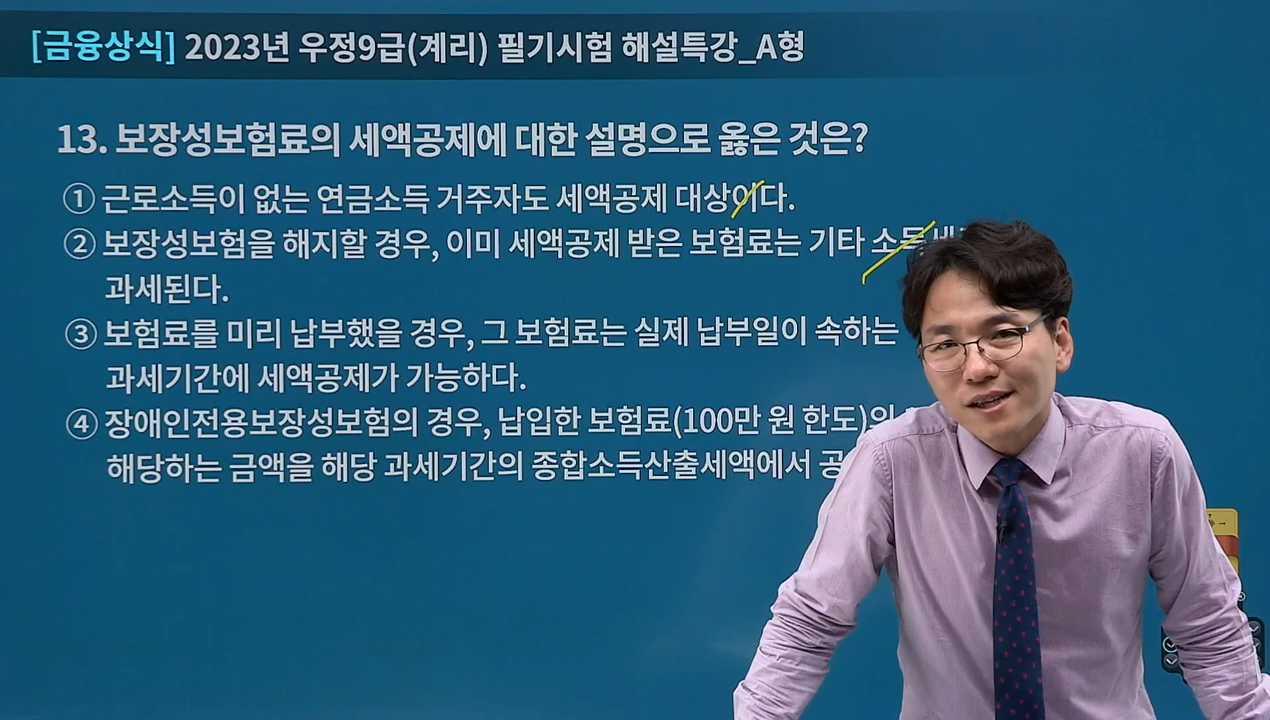 [금융상식] 2023년 우정9급(계리) 필기시험 해설특강_A형
13. 보장성보험료의 세액공제에 대한 설명으로 옳은 것은?
① 근로소득이 없는 연금소득 거주자도 세액공제 대상이다.
② 보장성보험을 해지할 경우, 이미 세액공제 받은 보험료는 기타
과세된다.
③ 보험료를 미리 납부했을 경우, 그 보험료는 실제 납부일이 속하는
과세기간에 세액공제가 가능하다.
④ 장애인전용보장성보험의 경우, 납입한 보험료(100만 원 한도)의
해당하는 금액을 해당 과세기간의 종합소득산출세액에서